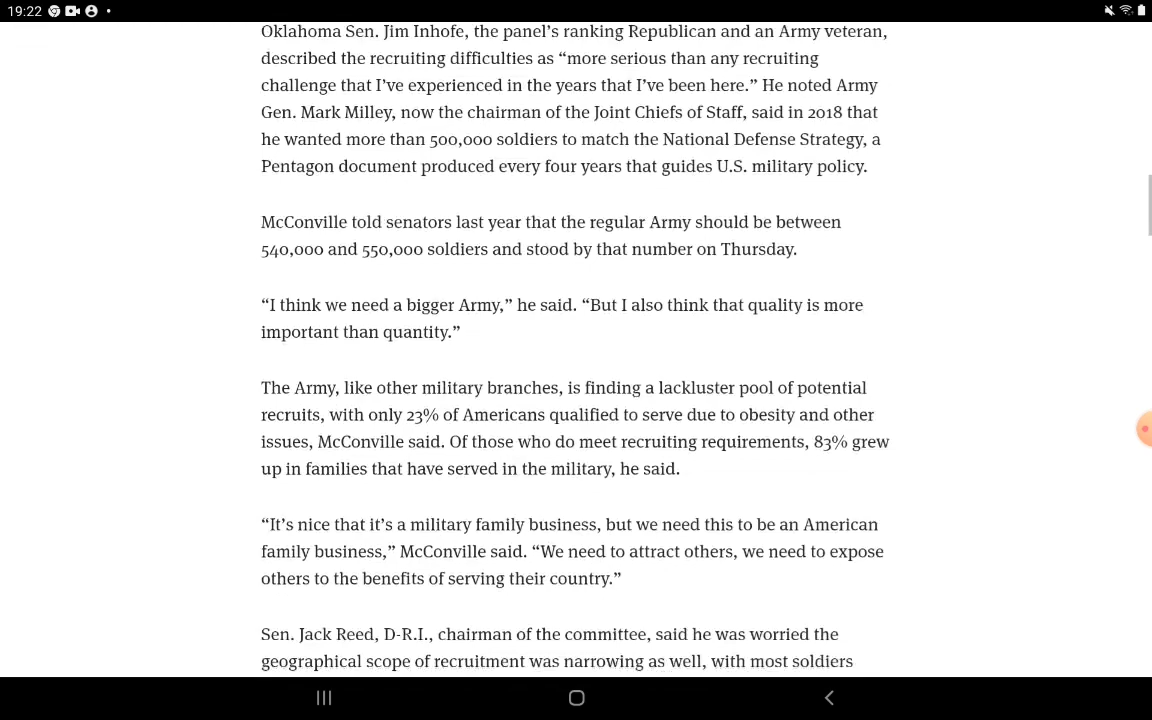 19:22
Oklahoma Sen. Jim Inhofe, the panel’s ranking Republican and an Army veteran,
described the recruiting difficulties as “more serious than any recruiting
challenge that I’ve experienced in the years that I’ve been here.” He noted Army
Gen. Mark Milley, now the chairman of the Joint Chiefs of Staff, said in 2018 that
he wanted more than 500,000 soldiers to match the National Defense Strategy, a
Pentagon document produced every four years that guides U.S. military policy.
McConville told senators last year that the regular Army should be between
540,000 and 550,000 soldiers and stood by that number on Thursday.
“I think we need a bigger Army,” he said. “But I also think that quality is more
important than quantity.”
The Army, like other military branches, is finding a lackluster pool of potential
recruits, with only 23% of Americans qualified to serve due to obesity and other
issues, McConville said. Of those who do meet recruiting requirements, 83% grew
up in families that have served in the military, he said.
“It’s nice that it’s a military family business, but we need this to be an American
family business,” McConville said. “We need to attract others, we need to expose
others to the benefits of serving their country.”
Sen. Jack Reed, D-R.I., chairman of the committee, said he was worried the
geographical scope of recruitment was narrowing as well, with most soldiers